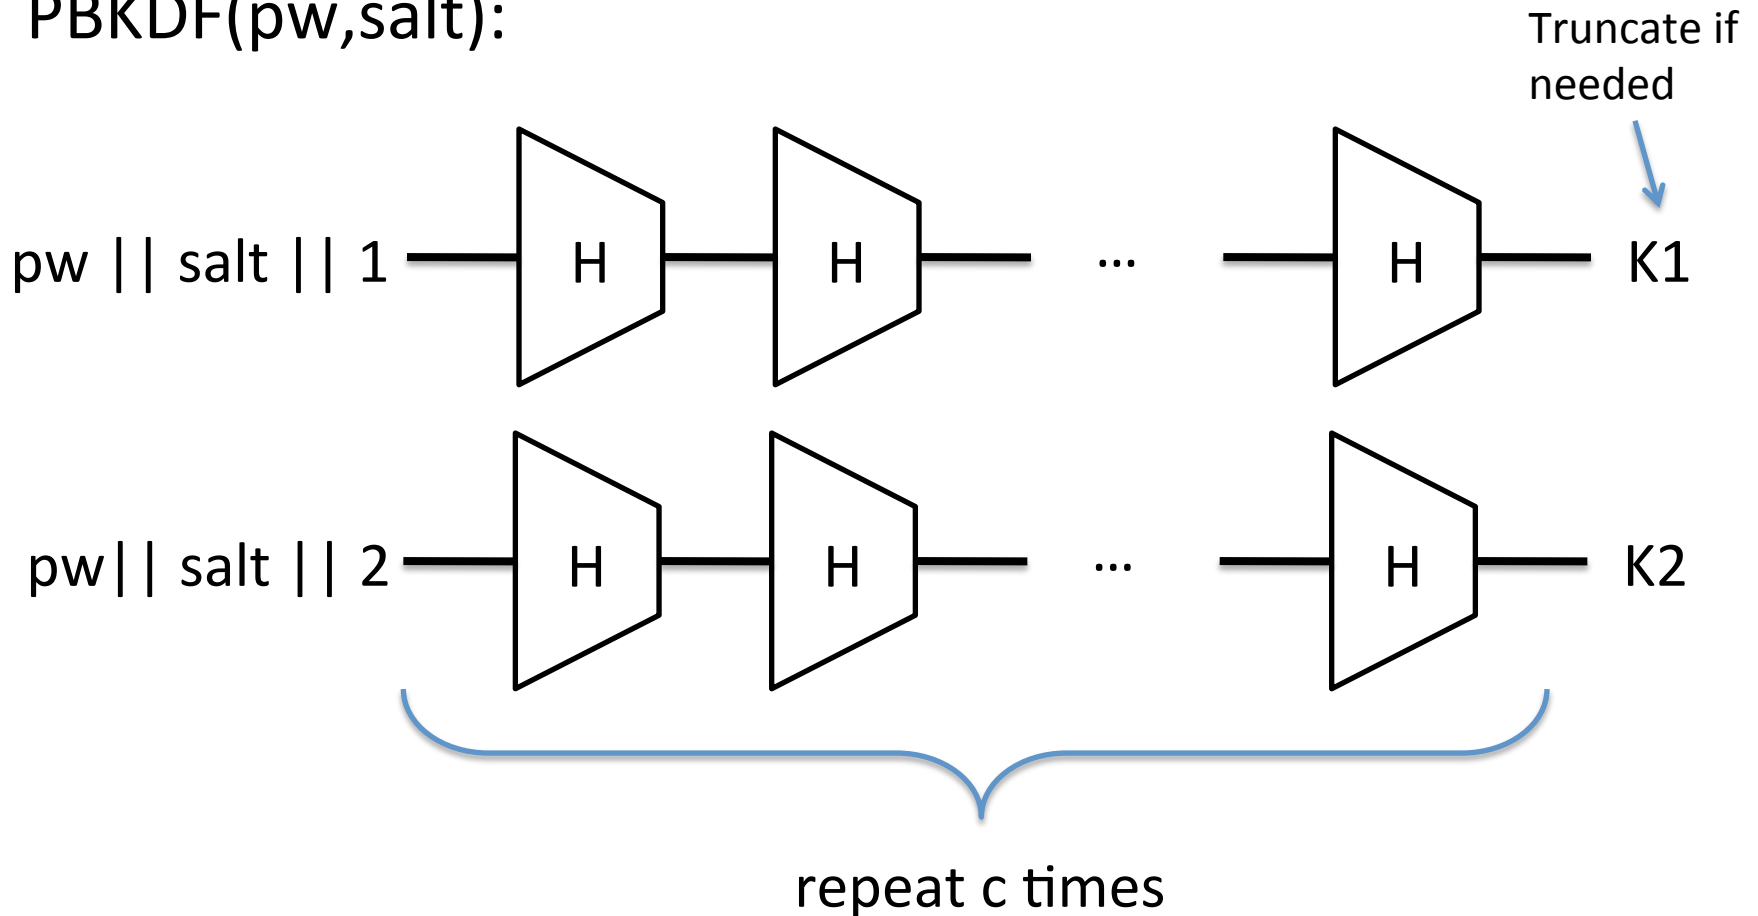 PBKDF(pw,salt):
Truncate if
needed
pw || salt || 1 H H ... H K1
pw|| salt || 2 H H ... H K2
repeat c times